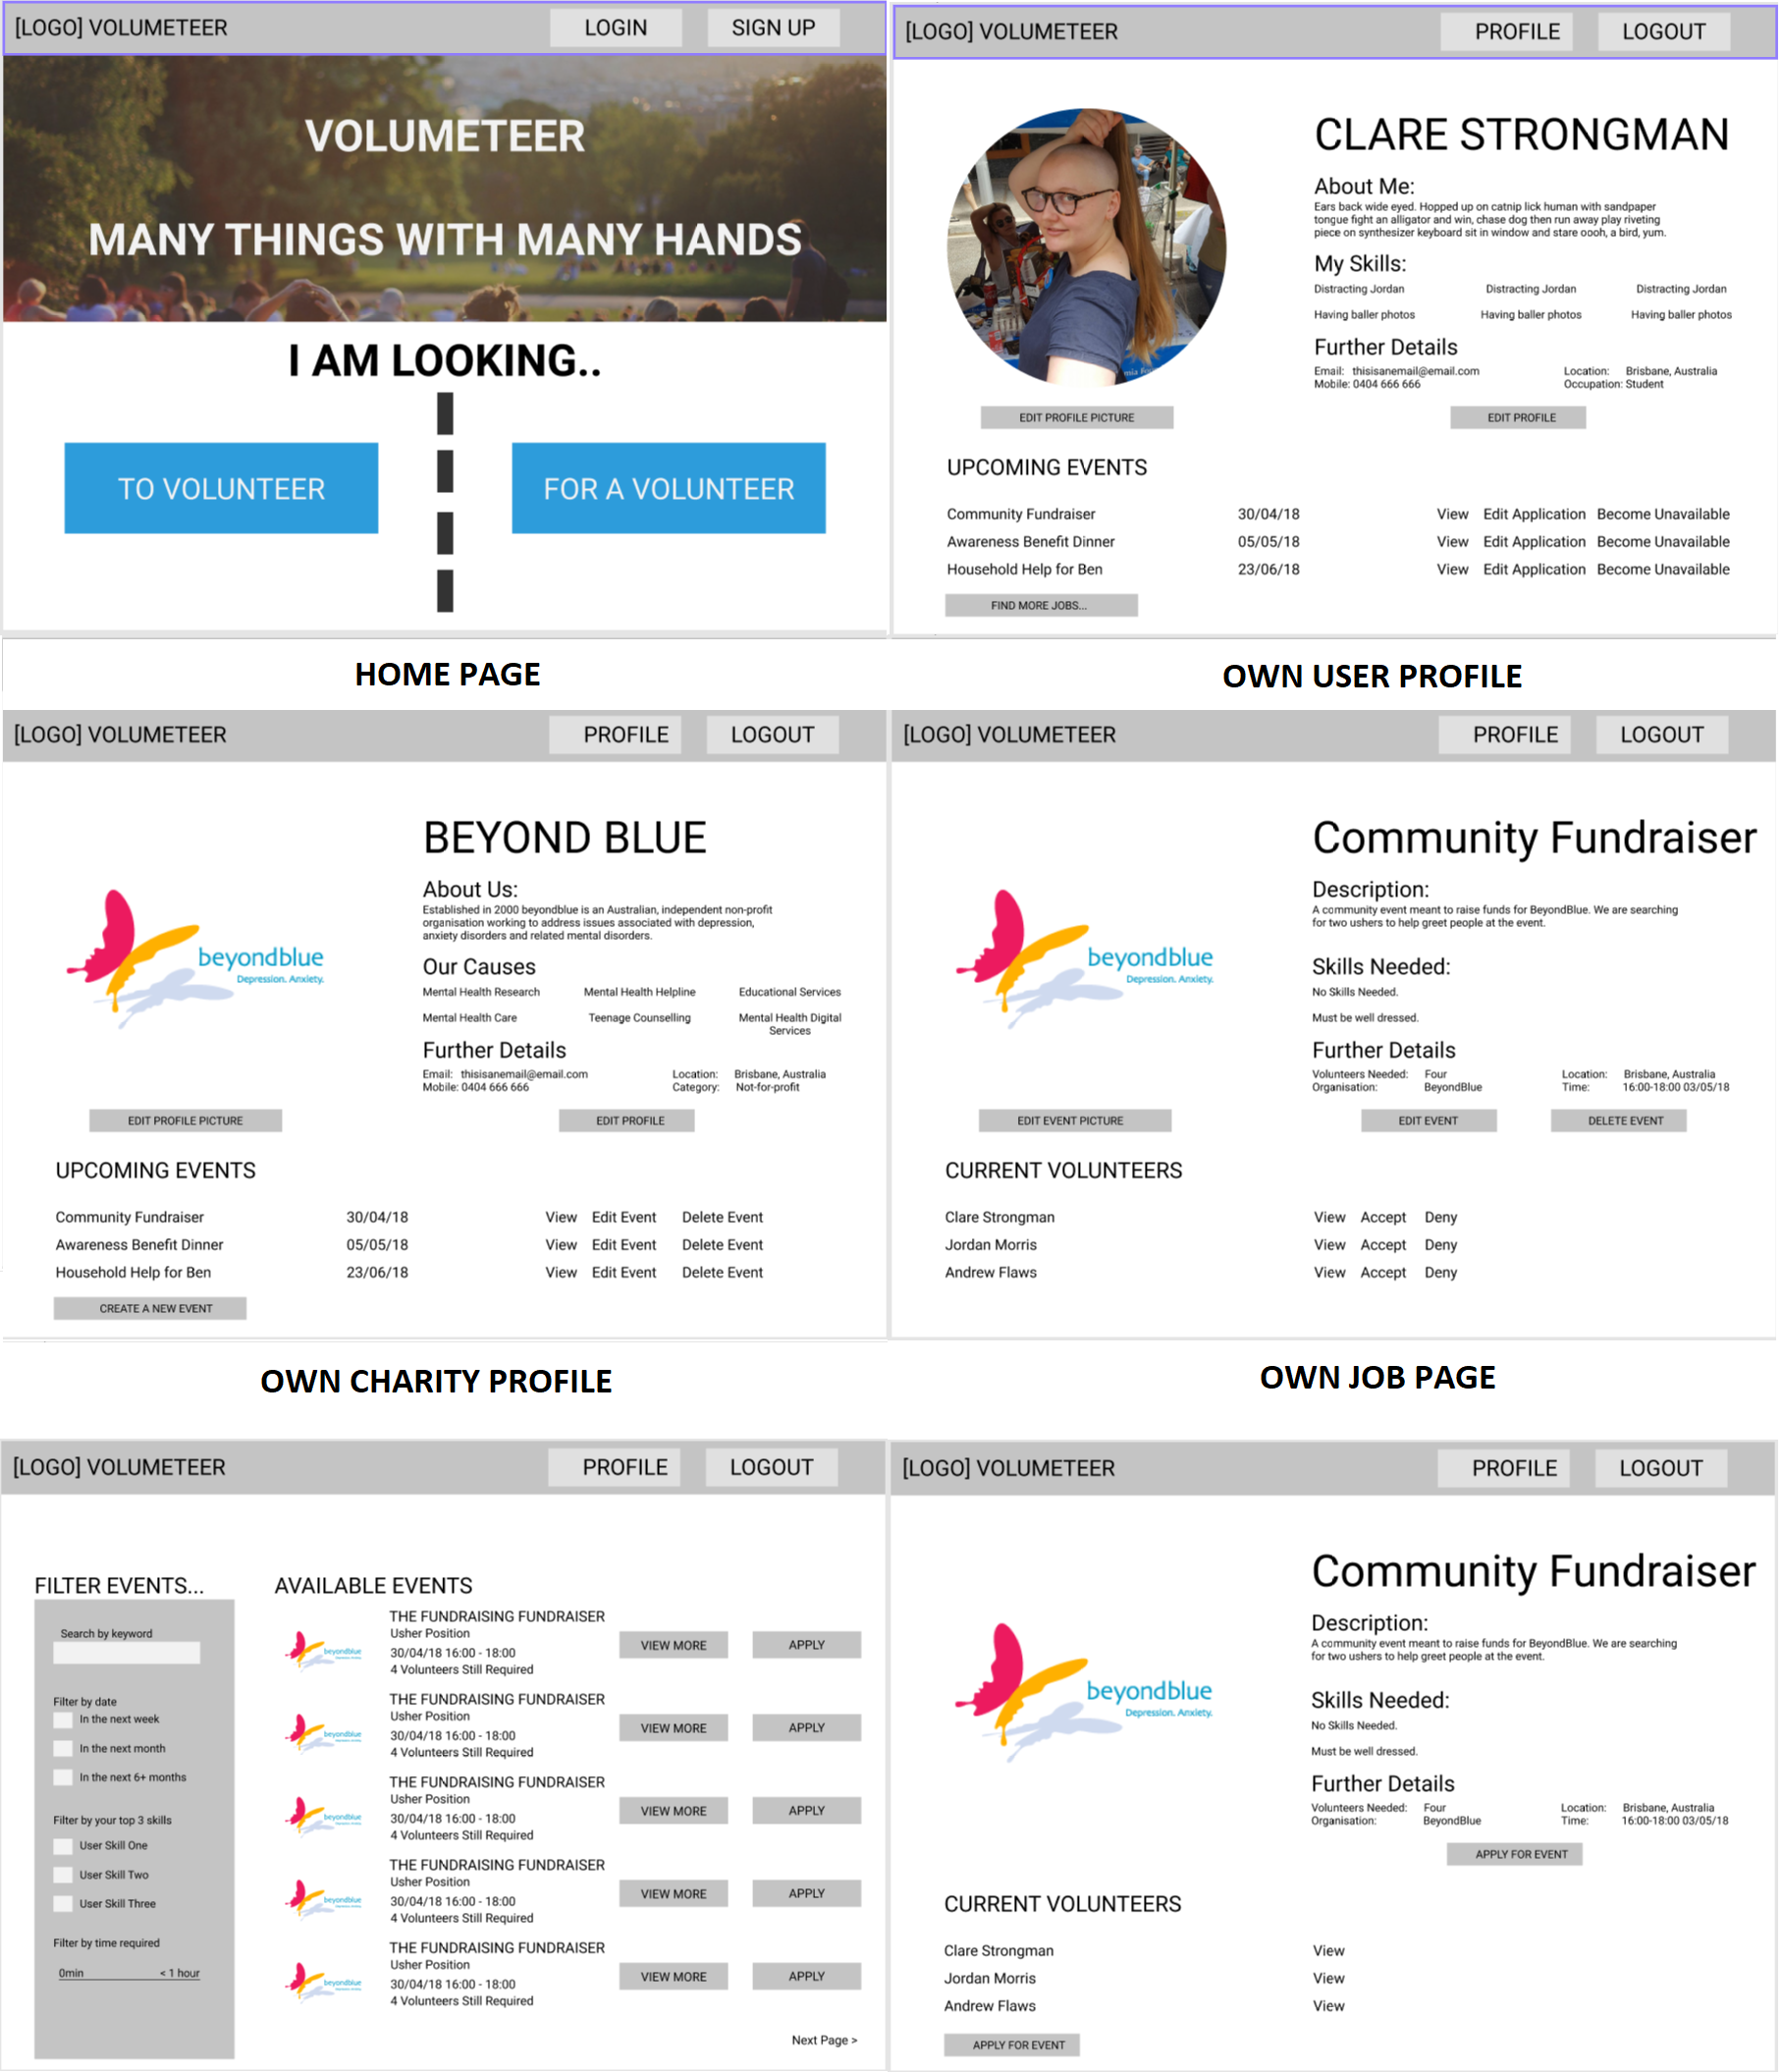 [LOGO] VOLUMETEER
LOGIN
SIGN UP
VOLUMETEER
MANY THINGS WITH MANY HANDS
I AM LOOKING..
TO VOLUNTEER
FOR A VOLUNTEER
HOME PAGE
[LOGO] VOLUMETEER
PROFILE
LOGOUT
CLARE STRONGMAN
About Me:
Ears back wide eyed. Hopped up on catnip lick human with sandpaper
tongue fight an alligator and win, chase dog then run away play riveting
piece on synthesizer keyboard sit in window and stare oooh, a bird, yum.
My Skills:
Distracting Jordan Distracting Jordan Distracting Jordan
Having baller photos Having baller photos Having baller photos
Further Details
Email: thisisanemail@email.com Location: Brisbane, Australia
Mobile: 0404 666 666 Occupation: Student
EDIT PROFILE PICTURE
EDIT PROFILE
UPCOMING EVENTS
Community Fundraiser 30/04/18 View Edit Application Become Unavailable
Awareness Benefit Dinner 05/05/18 View Edit Application Become Unavailable
Household Help for Ben 23/06/18 View Edit Application Become Unavailable
FIND MORE JOBS...
OWN USER PROFILE
[LOGO] VOLUMETEER
PROFILE
LOGOUT
beyondblue
Depression. Anxiety.
BEYOND BLUE
About Us:
Established in 2000 beyondblue is an Australian, independent non-profit
organisation working to address issues associated with depression,
anxiety disorders and related mental disorders.
Our Causes
Mental Health Research Mental Health Helpline Educational Services
Mental Health Care Teenage Counselling Mental Health Digital
Services
Further Details
Email: thisisanemail@email.com Location: Brisbane, Australia
Mobile: 0404 666 666 Category: Not-for-profit
EDIT PROFILE PICTURE
EDIT PROFILE
UPCOMING EVENTS
Community Fundraiser 30/04/18 View Edit Event Delete Event
Awareness Benefit Dinner 05/05/18 View Edit Event Delete Event
Household Help for Ben 23/06/18 View Edit Event Delete Event
CREATE A NEW EVENT
OWN CHARITY PROFILE
[LOGO] VOLUMETEER
PROFILE
LOGOUT
beyondblue
Depression. Anxiety.
Community Fundraiser
Description:
A community event meant to raise funds for BeyondBlue. We are searching
for two ushers to help greet people at the event.
Skills Needed:
No Skills Needed.
Must be well dressed.
Further Details
Volunteers Needed: Four Location: Brisbane, Australia
Organisation: BeyondBlue Time: 16:00-18:00 03/05/18
EDIT EVENT PICTURE
EDIT EVENT
DELETE EVENT
CURRENT VOLUNTEERS
Clare Strongman View Accept Deny
Jordan Morris View Accept Deny
Andrew Flaws View Accept Deny
OWN JOB PAGE
[LOGO] VOLUMETEER
PROFILE
LOGOUT
FILTER EVENTS...
Search by keyword
Filter by date
In the next week
In the next month
In the next 6+ months
Filter by your top 3 skills
User Skill One
User Skill Two
User Skill Three
Filter by time required
0min < 1 hour
AVAILABLE EVENTS
beyondblue
THE FUNDRAISING FUNDRAISER
Usher Position
30/04/18 16:00 - 18:00
4 Volunteers Still Required
VIEW MORE
APPLY
beyondblue
THE FUNDRAISING FUNDRAISER
Usher Position
30/04/18 16:00 - 18:00
4 Volunteers Still Required
VIEW MORE
APPLY
beyondblue
THE FUNDRAISING FUNDRAISER
Usher Position
30/04/18 16:00 - 18:00
4 Volunteers Still Required
VIEW MORE
APPLY
beyondblue
THE FUNDRAISING FUNDRAISER
Usher Position
30/04/18 16:00 - 18:00
4 Volunteers Still Required
VIEW MORE
APPLY
beyondblue
THE FUNDRAISING FUNDRAISER
Usher Position
30/04/18 16:00 - 18:00
4 Volunteers Still Required
VIEW MORE
APPLY
Next Page >
[LOGO] VOLUMETEER
PROFILE
LOGOUT
beyondblue
Depression. Anxiety.
Community Fundraiser
Description:
A community event meant to raise funds for BeyondBlue. We are searching
for two ushers to help greet people at the event.
Skills Needed:
No Skills Needed.
Must be well dressed.
Further Details
Volunteers Needed: Four Location: Brisbane, Australia
Organisation: BeyondBlue Time: 16:00-18:00 03/05/18
APPLY FOR EVENT
CURRENT VOLUNTEERS
Clare Strongman View
Jordan Morris View
Andrew Flaws View
APPLY FOR EVENT